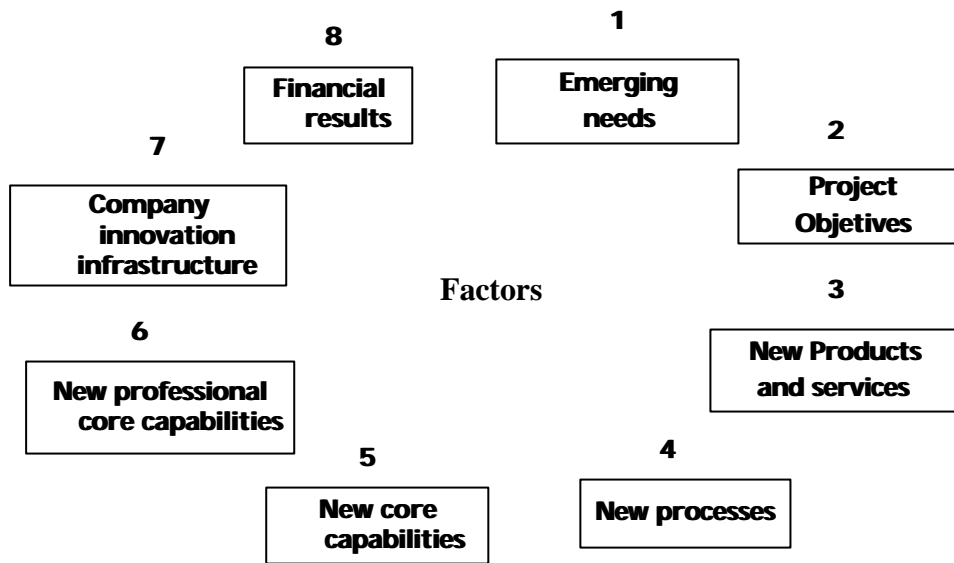 1
Emerging
needs
2
Project
Objetives
3
New Products
and services
4
New processes
5
New core
capabilities
6
New professional
core capabilities
7
Company
innovation
infrastructure
8
Financial
results
Factors